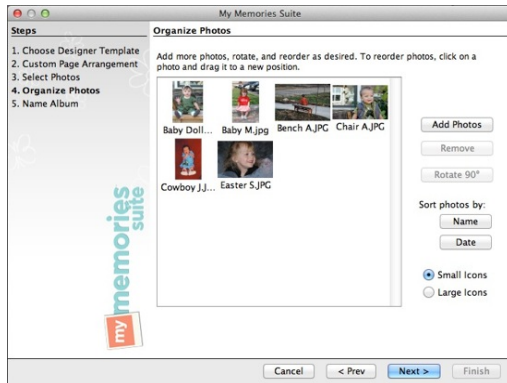 My Memories Suite
Steps
1. Choose Designer Template
2. Custom Page Arrangement
3. Select Photos
4. Organize Photos
5. Name Album
my memories suite
Organize Photos
Add more photos, rotate, and reorder as desired. To reorder photos, click on a
photo and drag it to a new position.
Baby Doll... Baby M.jpg Bench A.JPG Chair A.JPG
Cowboy J.J... Easter S.JPG
Add Photos
Remove
Rotate 90°
Sort photos by:
Name
Date
Small Icons
Large Icons
Cancel < Prev Next > Finish